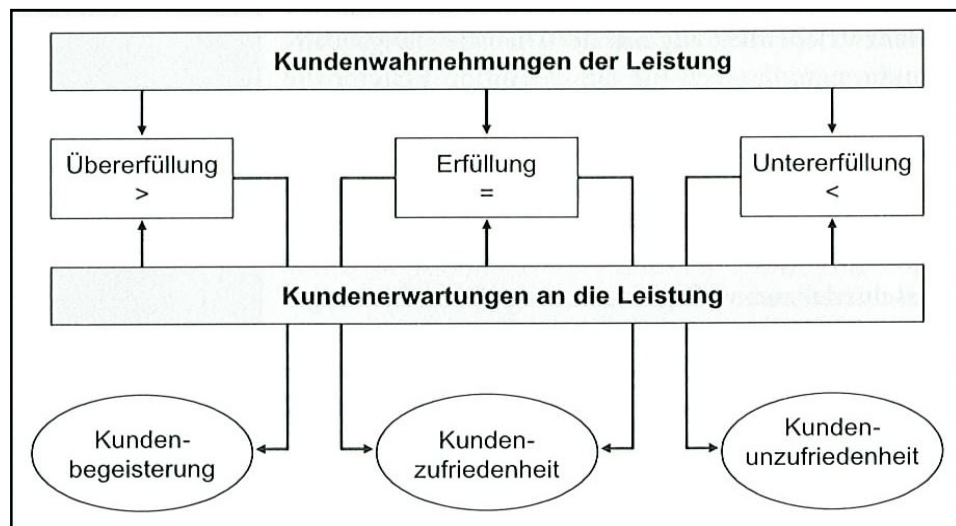 Kundenwahrnehmungen der Leistung
Übererfüllung
>
Erfüllung
=
Untererfüllung
<
Kundenerwartungen an die Leistung
Kunden-
begeisterung
Kunden-
zufriedenheit
Kunden-
unzufriedenheit